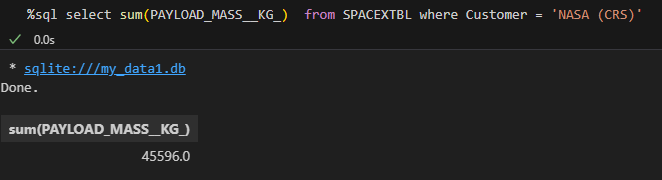 %sql select sum(PAYLOAD_MASS__KG_)  from SPACEXTBL where Customer = 'NASA (CRS)'
0.0s
* sqlite:///my_data1.db
Done.
sum(PAYLOAD_MASS__KG_)
45596.0